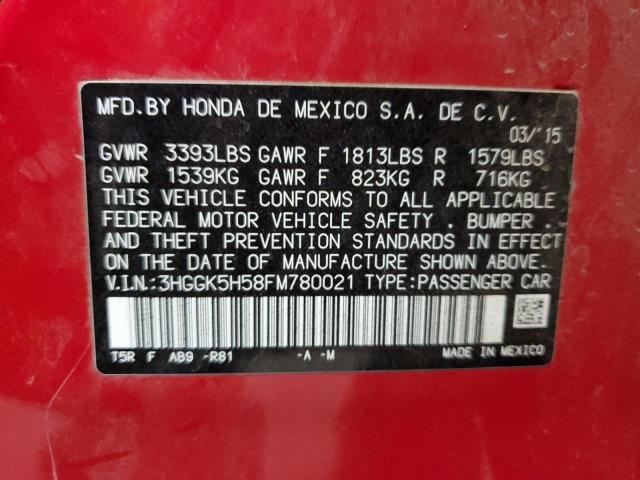 MFD.BY HONDA DE MEXICO S.A. DE C.V.
03/'15
GVWR 3393LBS GAWR F 1813LBS R 1579LBS
GVWR 1539KG GAWR F 823KG R 716KG
THIS VEHICLE CONFORMS TO ALL APPLICABLE
FEDERAL MOTOR VEHICLE SAFETY . BUMPER .
AND THEFT PREVENTION STANDARDS IN EFFECT
ON THE DATE OF MANUFACTURE SHOWN ABOVE.
V.I.N.:3HGGK5H58FM780021 TYPE:PASSENGER CAR
T5R F AB9 -R81 -A -M MADE IN MEXICO